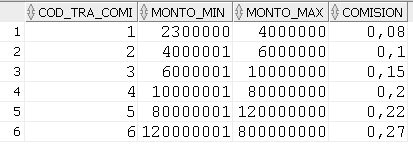 COD_TRA_COMI MONTO_MIN MONTO_MAX COMISION
1 1 2300000 4000000 0,08
2 2 4000001 6000000 0,1
3 3 6000001 10000000 0,15
4 4 10000001 80000000 0,2
5 5 80000001 120000000 0,22
6 6 120000001 800000000 0,27